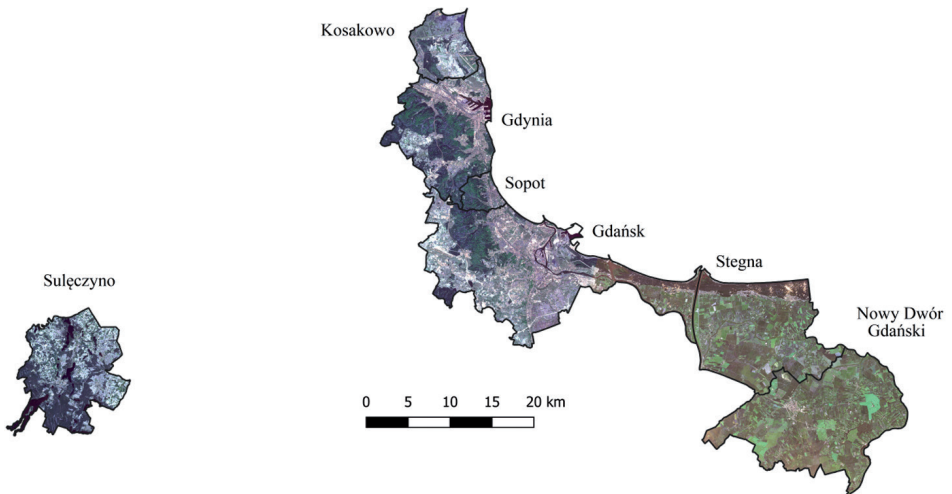 Kosakowo
Gdynia
Sopot
Gdańsk
Stegna
Sulęczyno
Nowy Dwór
Gdański
0 5 10 15 20 km